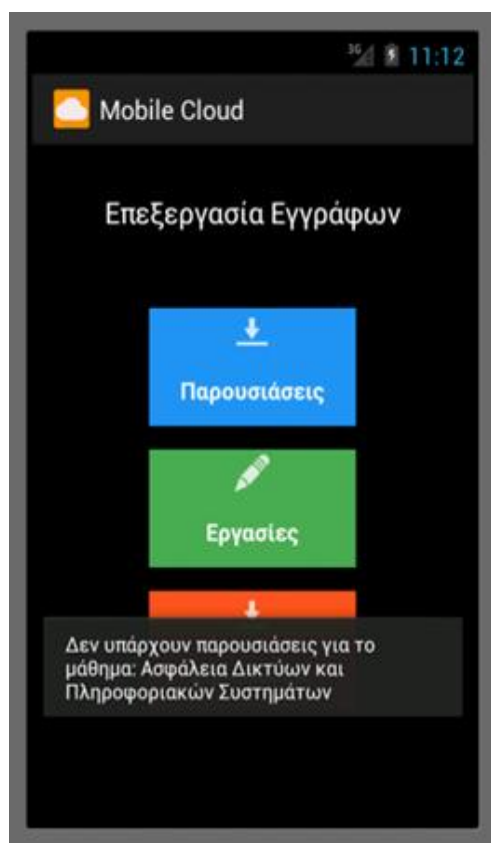 3G 11:12
Mobile Cloud
Επεξεργασία Εγγράφων
Παρουσιάσεις
Εργασίες
Δεν υπάρχουν παρουσιάσεις για το
μάθημα: Ασφάλεια Δικτύων και
Πληροφοριακών Συστημάτων